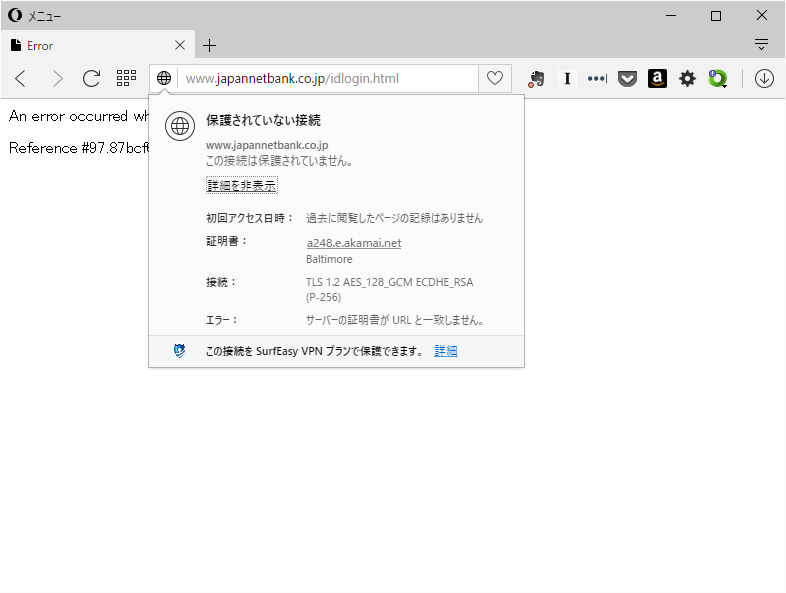 メニュー
Error
www.japannetbank.co.jp/idlogin.html
An error occurred wh
Reference #97.87bcf
保護されていない接続
www.japannetbank.co.jp
この接続は保護されていません。
詳細を非表示
初回アクセス日時： 過去に閲覧したページの記録はありません
証明書： a248.e.akamai.net
Baltimore
接続： TLS 1.2 AES_128_GCM ECDHE_RSA
(P-256)
エラー： サーバーの証明書が URL と一致しません。
この接続を SurfEasy VPN プランで保護できます。 詳細